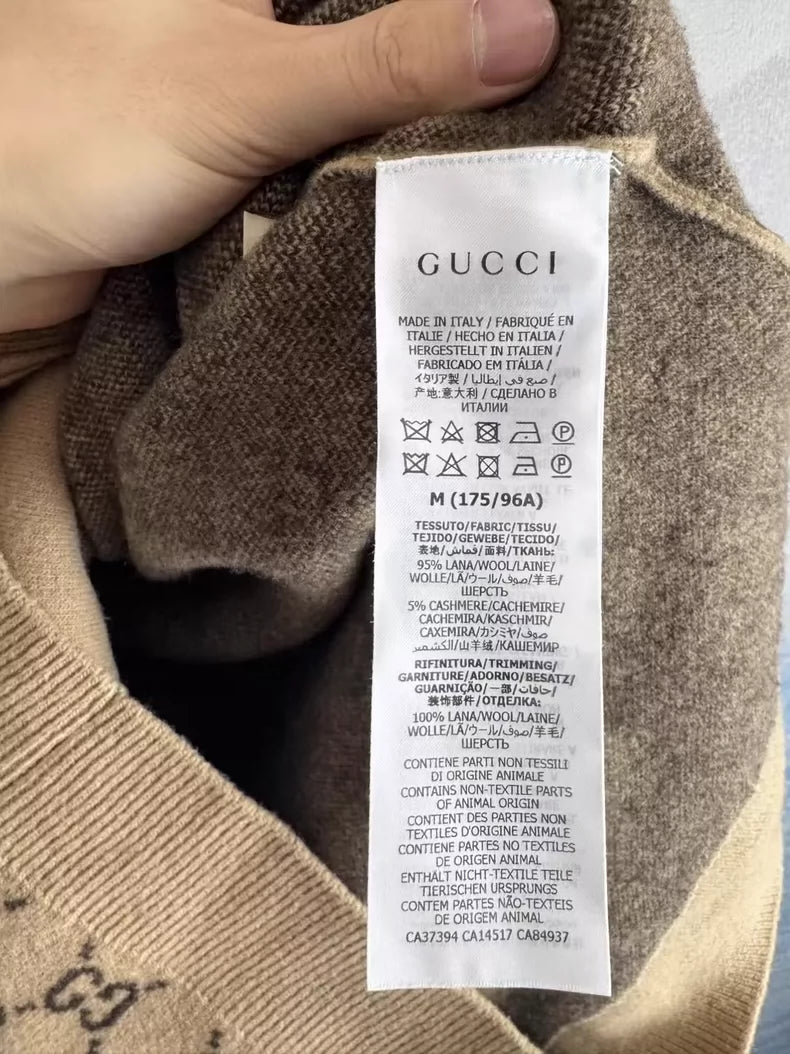 GUCCI
MADE IN ITALY / FABRIQUÉ EN
ITALIE / HECHO EN ITALIA /
HERGESTELLT IN ITALIEN /
FABRICADO EM ITÁLIA /
イタリア製 / صنع في إيطاليا /
产地:意大利 / СДЕЛАНО В
ИТАЛИИ
P
P
M (175/96A)
TESSUTO/FABRIC/TISSU/
TEJIDO/GEWEBE/TECIDO/
表地/قماش/面料/ТКАНЬ:
95% LANA/WOOL/LAINE/
WOLLE/LÃ/ウール/صوف/羊毛/
ШЕРСТЬ
5% CASHMERE/CACHEMIRE/
CACHEMIRA/KASCHMIR/
CAXEMIRA/カシミヤ/صوف
الكشمير/山羊绒/КАШЕМИР
RIFINITURA/TRIMMING/
GARNITURE/ADORNO/BESATZ/
GUARNIÇÃO/一部/حافات/
装饰部件/ОТДЕЛКА:
100% LANA/WOOL/LAINE/
WOLLE/LÃ/ウール/صوف/羊毛/
ШЕРСТЬ
CONTIENE PARTI NON TESSILI
DI ORIGINE ANIMALE
CONTAINS NON-TEXTILE PARTS
OF ANIMAL ORIGIN
CONTIENT DES PARTIES NON
TEXTILES D'ORIGINE ANIMALE
CONTIENE PARTES NO TEXTILES
DE ORIGEN ANIMAL
ENTHÄLT NICHT-TEXTILE TEILE
TIERISCHEN URSPRUNGS
CONTEM PARTES NÃO-TEXTEIS
DE ORIGEM ANIMAL
CA37394 CA14517 CA84937